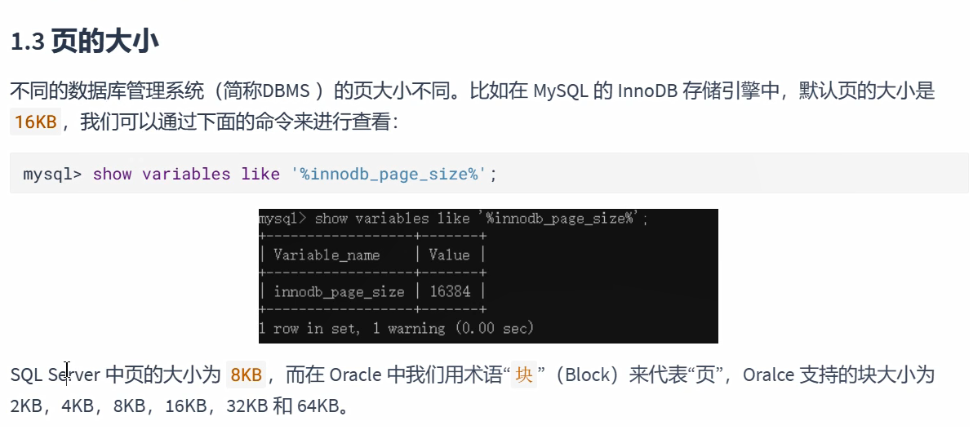 1.3 页的大小
不同的数据库管理系统（简称DBMS ）的页大小不同。比如在 MySQL 的 InnoDB 存储引擎中，默认页的大小是
16KB ，我们可以通过下面的命令来进行查看：
mysql> show variables like '%innodb_page_size%';
mysql> show variables like '%innodb_page_size%';
+------------------+-------+
| Variable_name | Value |
+------------------+-------+
| innodb_page_size | 16384 |
+------------------+-------+
1 row in set, 1 warning (0.00 sec)
SQL Server 中页的大小为 8KB ，而在 Oracle 中我们用术语“ 块 ”（Block）来代表“页”，Oralce 支持的块大小为
2KB，4KB，8KB，16KB，32KB 和 64KB。